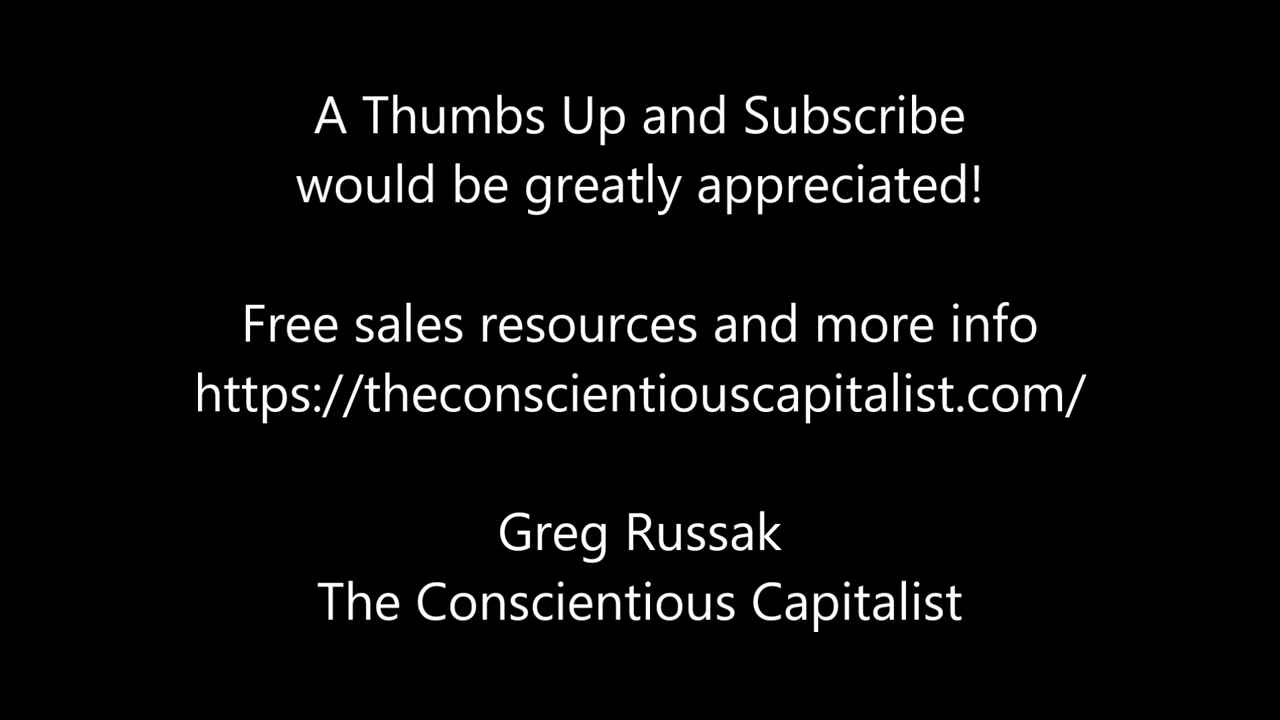 A Thumbs Up and Subscribe
would be greatly appreciated!
Free sales resources and more info
https://theconscientiouscapitalist.com/
Greg Russak
The Conscientious Capitalist